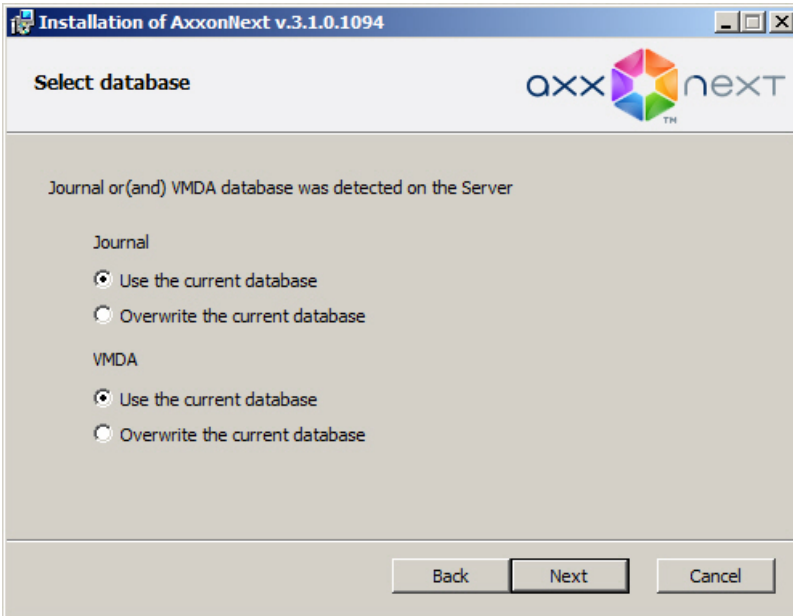 Installation of AxxonNext v.3.1.0.1094
Select database
axx next
TM
Journal or(and) VMDA database was detected on the Server
Journal
Use the current database
Overwrite the current database
VMDA
Use the current database
Overwrite the current database
Back Next Cancel